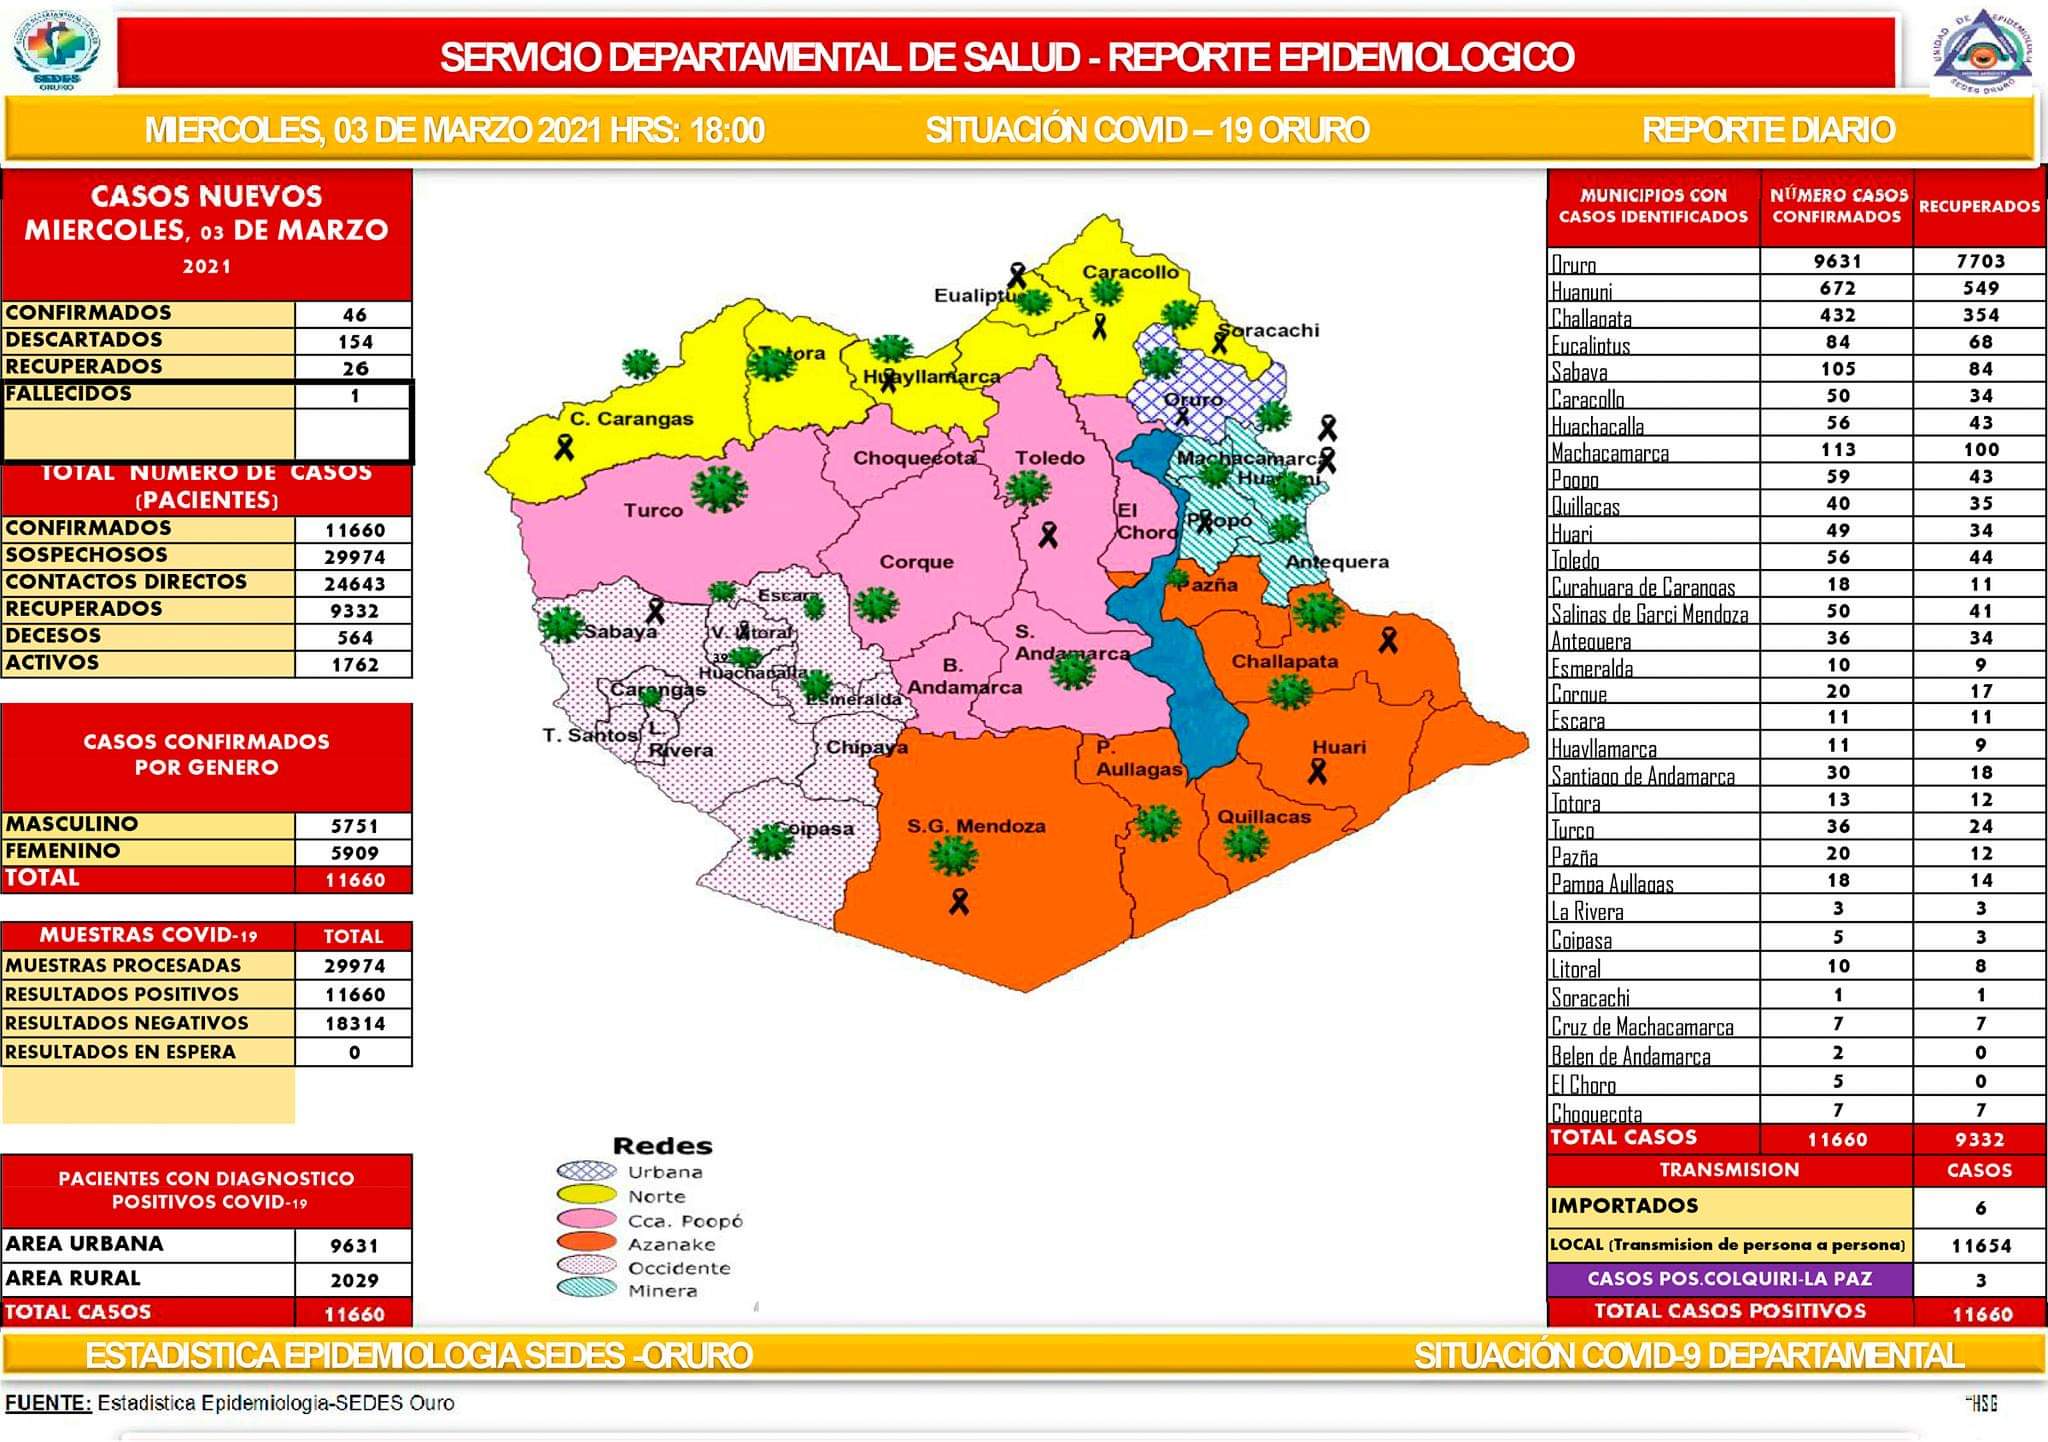 SERVICIO DEPARTAMENTAL DE SALUD - REPORTE EPIDEMIOLOGICO
SEDES
ORURO
UNIDAD DE EPIDEMIOLOGIA
SEDES ORURO
MIERCOLES, 03 DE MARZO 2021 HRS: 18:00 SITUACIÓN COVID – 19 ORURO REPORTE DIARIO
CASOS NUEVOS
MIERCOLES, 03 DE MARZO
2021
CONFIRMADOS 46
DESCARTADOS 154
RECUPERADOS 26
FALLECIDOS 1
TOTAL NUMERO DE CASOS
(PACIENTES)
CONFIRMADOS 11660
SOSPECHOSOS 29974
CONTACTOS DIRECTOS 24643
RECUPERADOS 9332
DECESOS 564
ACTIVOS 1762
CASOS CONFIRMADOS
POR GENERO
MASCULINO 5751
FEMENINO 5909
TOTAL 11660
MUESTRAS COVID-19 TOTAL
MUESTRAS PROCESADAS 29974
RESULTADOS POSITIVOS 11660
RESULTADOS NEGATIVOS 18314
RESULTADOS EN ESPERA 0
PACIENTES CON DIAGNOSTICO
POSITIVOS COVID-19
AREA URBANA 9631
AREA RURAL 2029
TOTAL CASOS 11660
Caracollo
Eualiptu
Soracachi
Totora
Huayllamarca
Oruro
C. Carangas
Choquecota
Toledo
Machacamarca
Huanuni
Turco
El
Choro
Poopó
Corque
Antequera
Pazña
Escara
Sabaya
V. Litoral
S.
Andamarca
39
Huachacalla
B.
Andamarca
Challapata
Carangas
Esmeralda
T. Santos
L.
Rivera
Chipaya
P.
Aullagas
Huari
Coipasa
S.G. Mendoza
Quillacas
Redes
Urbana
Norte
Cca. Poopó
Azanake
Occidente
Minera
MUNICIPIOS CON
CASOS IDENTIFICADOS
NÚMERO CASOS
CONFIRMADOS
RECUPERADOS
Oruro 9631 7703
Huanuni 672 549
Challapata 432 354
Eucaliptus 84 68
Sabaya 105 84
Caracollo 50 34
Huachacalla 56 43
Machacamarca 113 100
Poopo 59 43
Quillacas 40 35
Huari 49 34
Toledo 56 44
Curahuara de Carangas 18 11
Salinas de Garci Mendoza 50 41
Antequera 36 34
Esmeralda 10 9
Corque 20 17
Escara 11 11
Huayllamarca 11 9
Santiago de Andamarca 30 18
Totora 13 12
Turco 36 24
Pazña 20 12
Pampa Aullagas 18 14
La Rivera 3 3
Coipasa 5 3
Litoral 10 8
Soracachi 1 1
Cruz de Machacamarca 7 7
Belen de Andamarca 2 0
El Choro 5 0
Choquecota 7 7
TOTAL CASOS 11660 9332
TRANSMISION CASOS
IMPORTADOS 6
LOCAL (Transmision de persona a persona) 11654
CASOS POS.COLQUIRI-LA PAZ 3
TOTAL CASOS POSITIVOS 11660
ESTADISTICA EPIDEMIOLOGIA SEDES -ORURO SITUACIÓN COVID-9 DEPARTAMENTAL
FUENTE: Estadistica Epidemiologia-SEDES Ouro
HSG